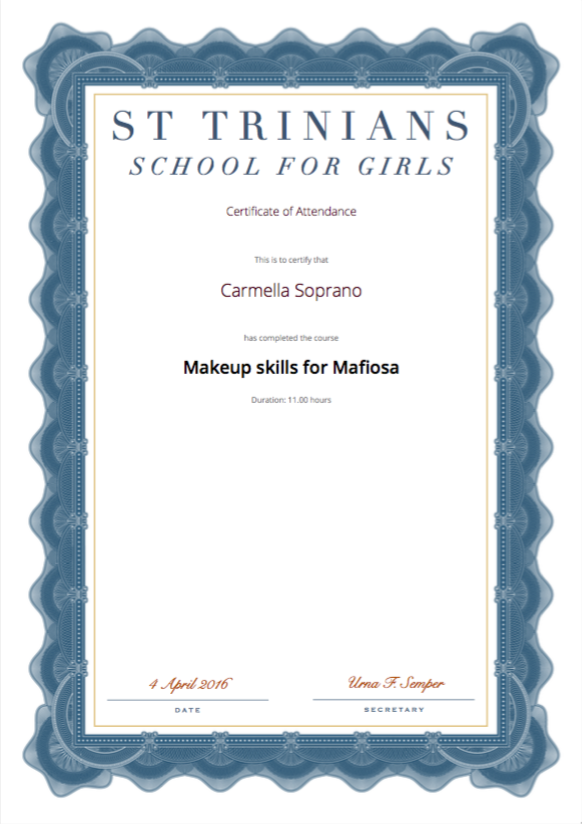 ST TRINIANS
SCHOOL FOR GIRLS
Certificate of Attendance
This is to certify that
Carmella Soprano
has completed the course
Makeup skills for Mafiosa
Duration: 11.00 hours
4 April 2016
Urna F. Semper
DATE
SECRETARY